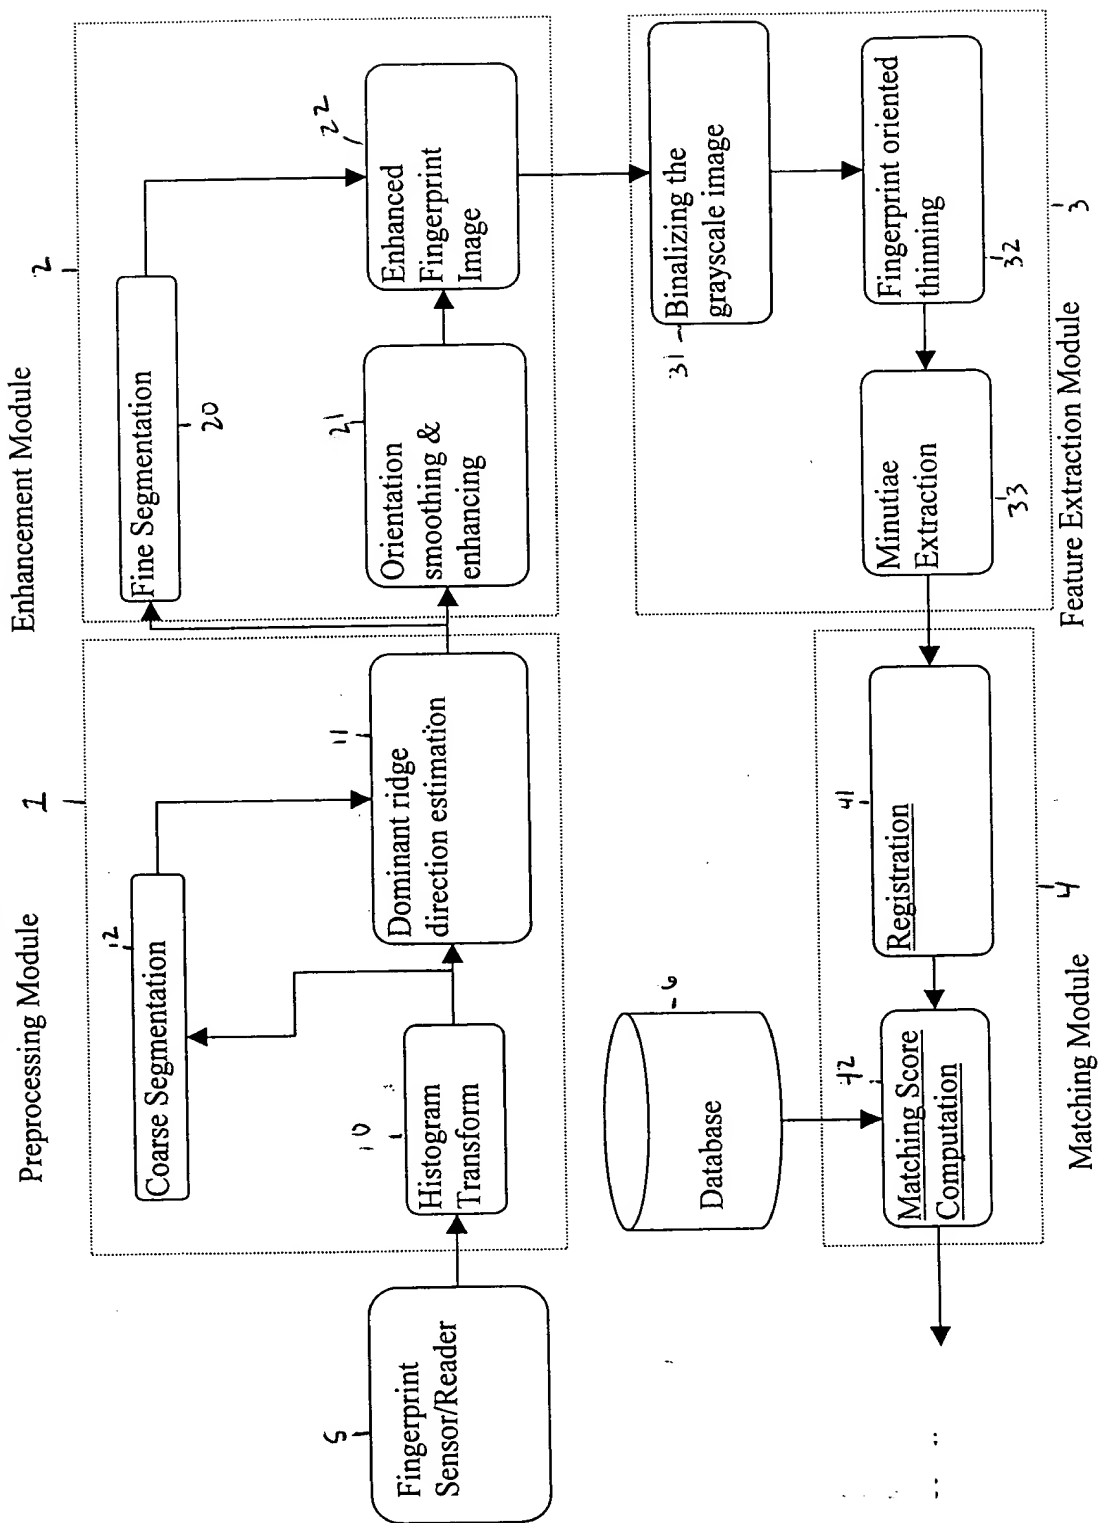 Preprocessing Module
1
Coarse Segmentation
12
Histogram
Transform
10
Dominant ridge
direction estimation
11
Fingerprint
Sensor/Reader
5
Enhancement Module
2
Fine Segmentation
20
Orientation
smoothing &
enhancing
21
Enhanced
Fingerprint
Image
22
Binalizing the
grayscale image
31
Fingerprint oriented
thinning
32
Minutiae
Extraction
33
Feature Extraction Module
3
Registration
41
Matching Score
Computation
42
Database
6
Matching Module
4